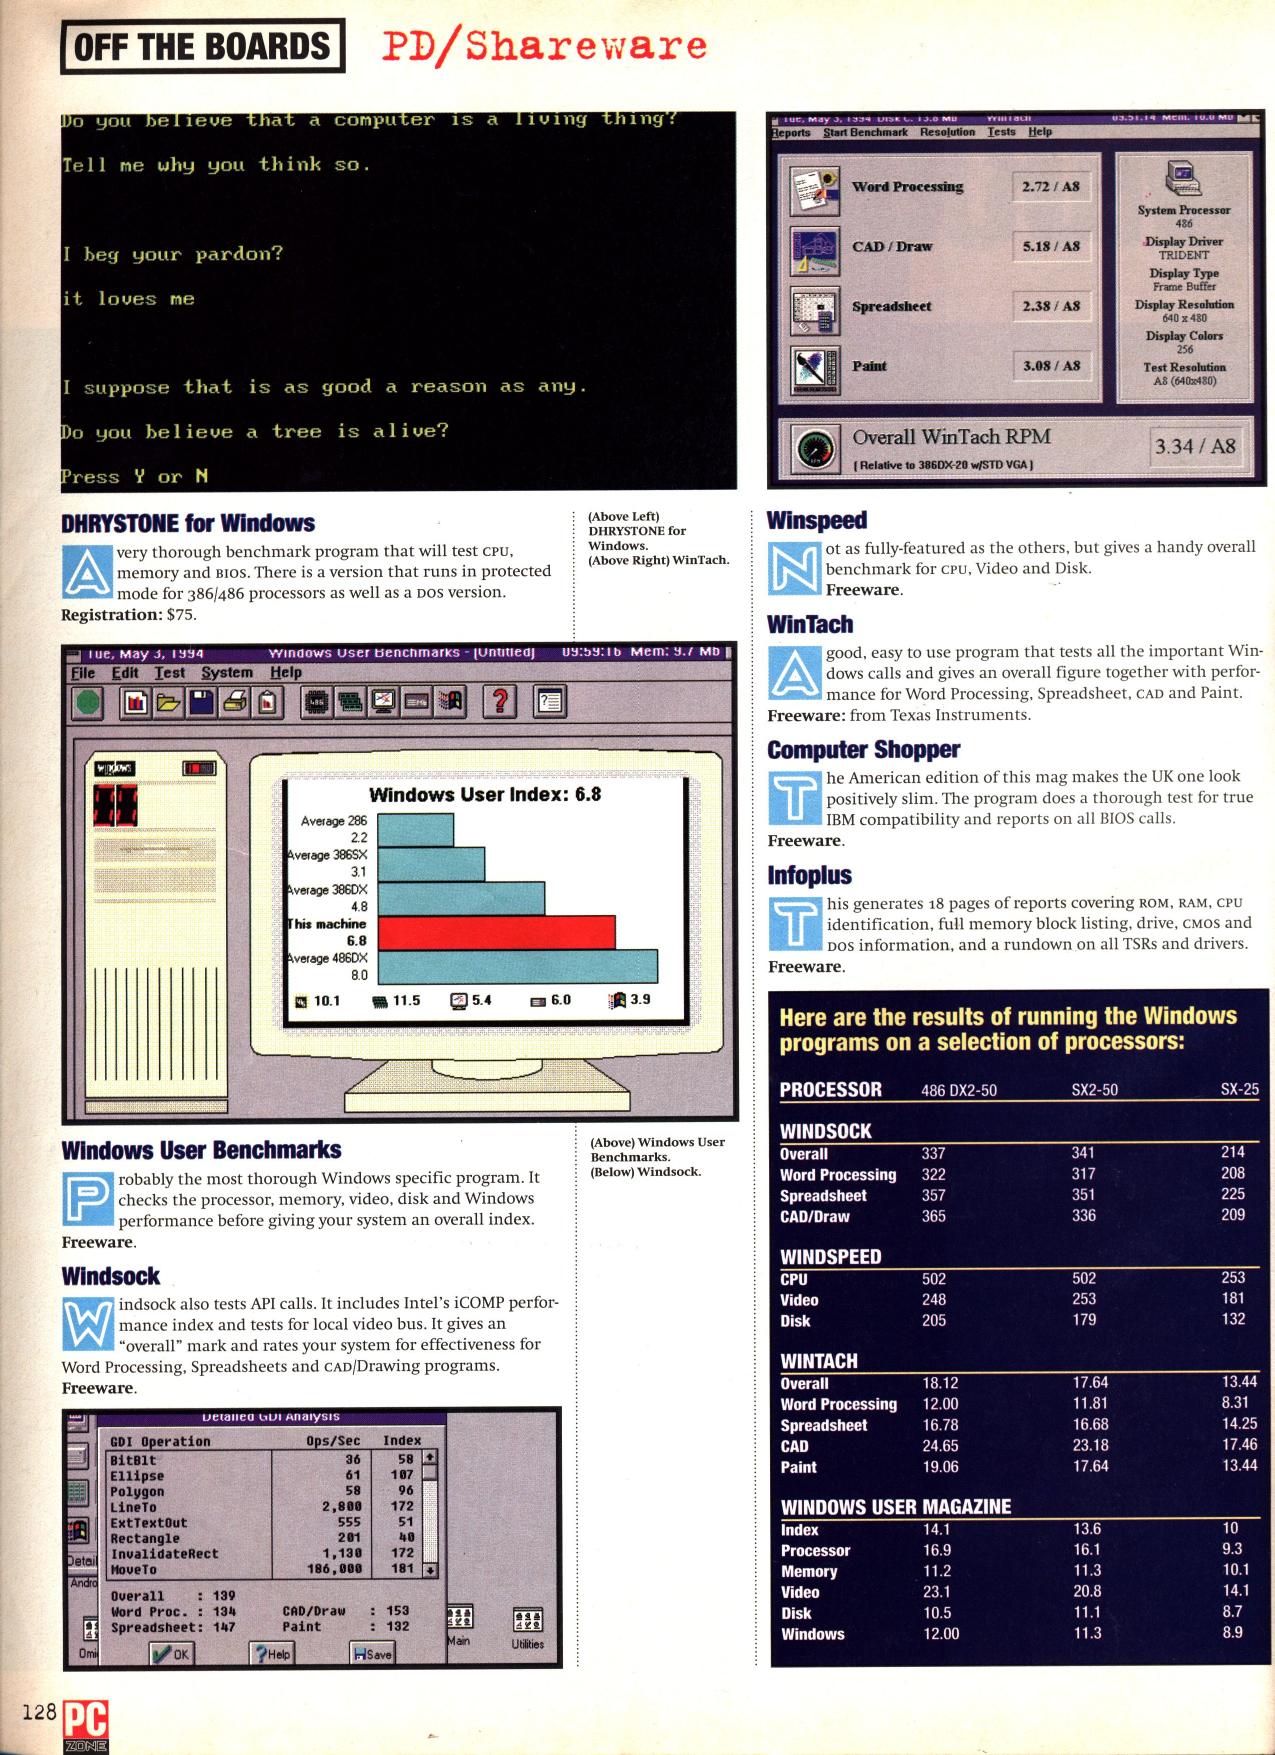 OFF THE BOARDS
PD/Shareware
Do you believe that a computer is a living thing?
Tell me why you think so.
I beg your pardon?
it loves me
I suppose that is as good a reason as any.
Do you believe a tree is alive?
Press Y or N
Tue, May 3, 1994 Disk C: 13.8 Mb WinTach 09:51:14 Mem: 10.0 Mb
Reports Start Benchmark Resolution Tests Help
Word Processing 2.72 / A8
CAD / Draw 5.18 / A8
Spreadsheet 2.38 / A8
Paint 3.08 / A8
System Processor
486
Display Driver
TRIDENT
Display Type
Frame Buffer
Display Resolution
640 x 480
Display Colors
256
Test Resolution
A8 (640x480)
Overall WinTach RPM
[ Relative to 386DX-20 w/STD VGA ]
3.34 / A8
DHRYSTONE for Windows
A very thorough benchmark program that will test CPU,
memory and BIOS. There is a version that runs in protected
mode for 386/486 processors as well as a DOS version.
Registration: $75.
(Above Left)
DHRYSTONE for
Windows.
(Above Right) WinTach.
Tue, May 3, 1994 Windows User Benchmarks - [Untitled] 09:59:16 Mem: 9.7 Mb
File Edit Test System Help
486
windows
Windows User Index: 6.8
Average 286
2.2
Average 386SX
3.1
Average 386DX
4.8
This machine
6.8
Average 486DX
8.0
10.1 11.5 5.4 6.0 3.9
Windows User Benchmarks
Probably the most thorough Windows specific program. It
checks the processor, memory, video, disk and Windows
performance before giving your system an overall index.
Freeware.
(Above) Windows User
Benchmarks.
(Below) Windsock.
Windsock
Windsock also tests API calls. It includes Intel's iCOMP perfor-
mance index and tests for local video bus. It gives an
"overall" mark and rates your system for effectiveness for
Word Processing, Spreadsheets and CAD/Drawing programs.
Freeware.
Detailed GDI Analysis
GDI Operation Ops/Sec Index
BitBlt 36 58
Ellipse 61 107
Polygon 58 96
LineTo 2,800 172
ExtTextOut 555 51
Rectangle 201 40
InvalidateRect 1,130 172
MoveTo 186,000 181
Overall : 139
Word Proc. : 134 CAD/Draw : 153
Spreadsheet: 147 Paint : 132
OK Help Save
Detail
Andro
Omi
Main
Utilities
Winspeed
Not as fully-featured as the others, but gives a handy overall
benchmark for CPU, Video and Disk.
Freeware.
WinTach
A good, easy to use program that tests all the important Win-
dows calls and gives an overall figure together with perfor-
mance for Word Processing, Spreadsheet, CAD and Paint.
Freeware: from Texas Instruments.
Computer Shopper
The American edition of this mag makes the UK one look
positively slim. The program does a thorough test for true
IBM compatibility and reports on all BIOS calls.
Freeware.
Infoplus
This generates 18 pages of reports covering ROM, RAM, CPU
identification, full memory block listing, drive, CMOS and
DOS information, and a rundown on all TSRs and drivers.
Freeware.
Here are the results of running the Windows
programs on a selection of processors:
PROCESSOR 486 DX2-50 SX2-50 SX-25
WINDSOCK
Overall 337 341 214
Word Processing 322 317 208
Spreadsheet 357 351 225
CAD/Draw 365 336 209
WINDSPEED
CPU 502 502 253
Video 248 253 181
Disk 205 179 132
WINTACH
Overall 18.12 17.64 13.44
Word Processing 12.00 11.81 8.31
Spreadsheet 16.78 16.68 14.25
CAD 24.65 23.18 17.46
Paint 19.06 17.64 13.44
WINDOWS USER MAGAZINE
Index 14.1 13.6 10
Processor 16.9 16.1 9.3
Memory 11.2 11.3 10.1
Video 23.1 20.8 14.1
Disk 10.5 11.1 8.7
Windows 12.00 11.3 8.9
128 PC
ZONE